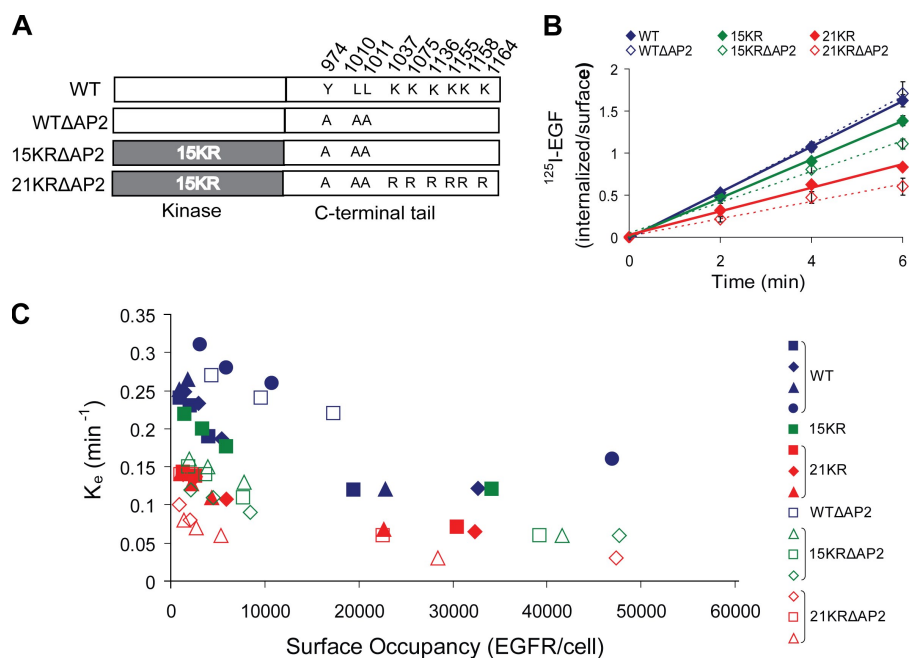 A
974 1010 1011 1037 1075 1136 1155 1158 1164
WT Y LL K K K KK K
WTΔAP2 A AA
15KRΔAP2 15KR A AA
21KRΔAP2 15KR A AA R R R RR R
Kinase C-terminal tail
B
WT 15KR 21KR
WTΔAP2 15KRΔAP2 21KRΔAP2
125I-EGF
(internalized/surface)
2
1.5
1
0.5
0
0 2 4 6
Time (min)
C
Ke (min-1)
0.35
0.3
0.25
0.2
0.15
0.1
0.05
0
0 10000 20000 30000 40000 50000 60000
Surface Occupancy (EGFR/cell)
WT
15KR
21KR
WTΔAP2
15KRΔAP2
21KRΔAP2